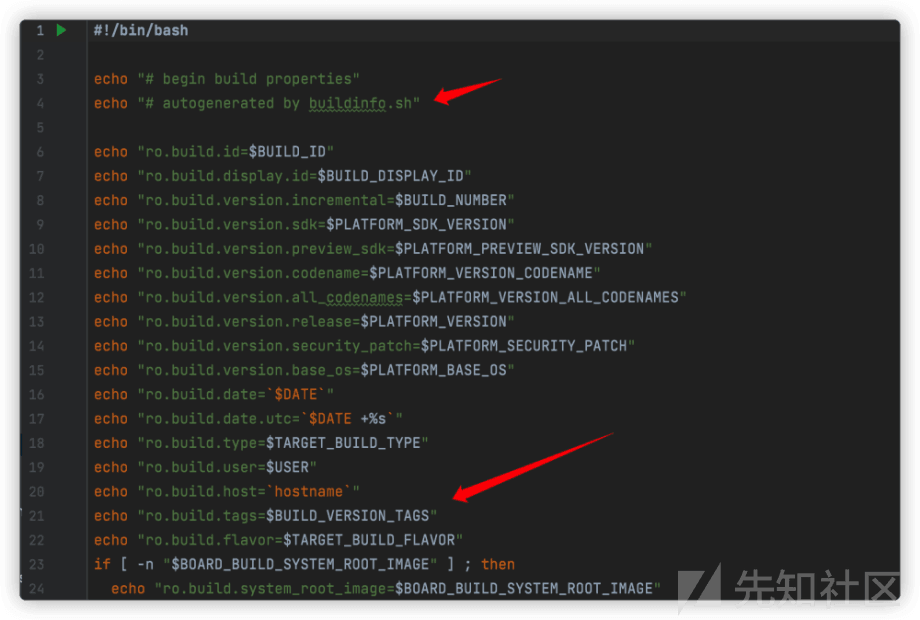 1 #!/bin/bash
2
3 echo "# begin build properties"
4 echo "# autogenerated by buildinfo.sh"
5
6 echo "ro.build.id=$BUILD_ID"
7 echo "ro.build.display.id=$BUILD_DISPLAY_ID"
8 echo "ro.build.version.incremental=$BUILD_NUMBER"
9 echo "ro.build.version.sdk=$PLATFORM_SDK_VERSION"
10 echo "ro.build.version.preview_sdk=$PLATFORM_PREVIEW_SDK_VERSION"
11 echo "ro.build.version.codename=$PLATFORM_VERSION_CODENAME"
12 echo "ro.build.version.all_codenames=$PLATFORM_VERSION_ALL_CODENAMES"
13 echo "ro.build.version.release=$PLATFORM_VERSION"
14 echo "ro.build.version.security_patch=$PLATFORM_SECURITY_PATCH"
15 echo "ro.build.version.base_os=$PLATFORM_BASE_OS"
16 echo "ro.build.date=`$DATE`"
17 echo "ro.build.date.utc=`$DATE +%s`"
18 echo "ro.build.type=$TARGET_BUILD_TYPE"
19 echo "ro.build.user=$USER"
20 echo "ro.build.host=`hostname`"
21 echo "ro.build.tags=$BUILD_VERSION_TAGS"
22 echo "ro.build.flavor=$TARGET_BUILD_FLAVOR"
23 if [ -n "$BOARD_BUILD_SYSTEM_ROOT_IMAGE" ] ; then
24 echo "ro.build.system_root_image=$BOARD_BUILD_SYSTEM_ROOT_IMAGE"
先知社区